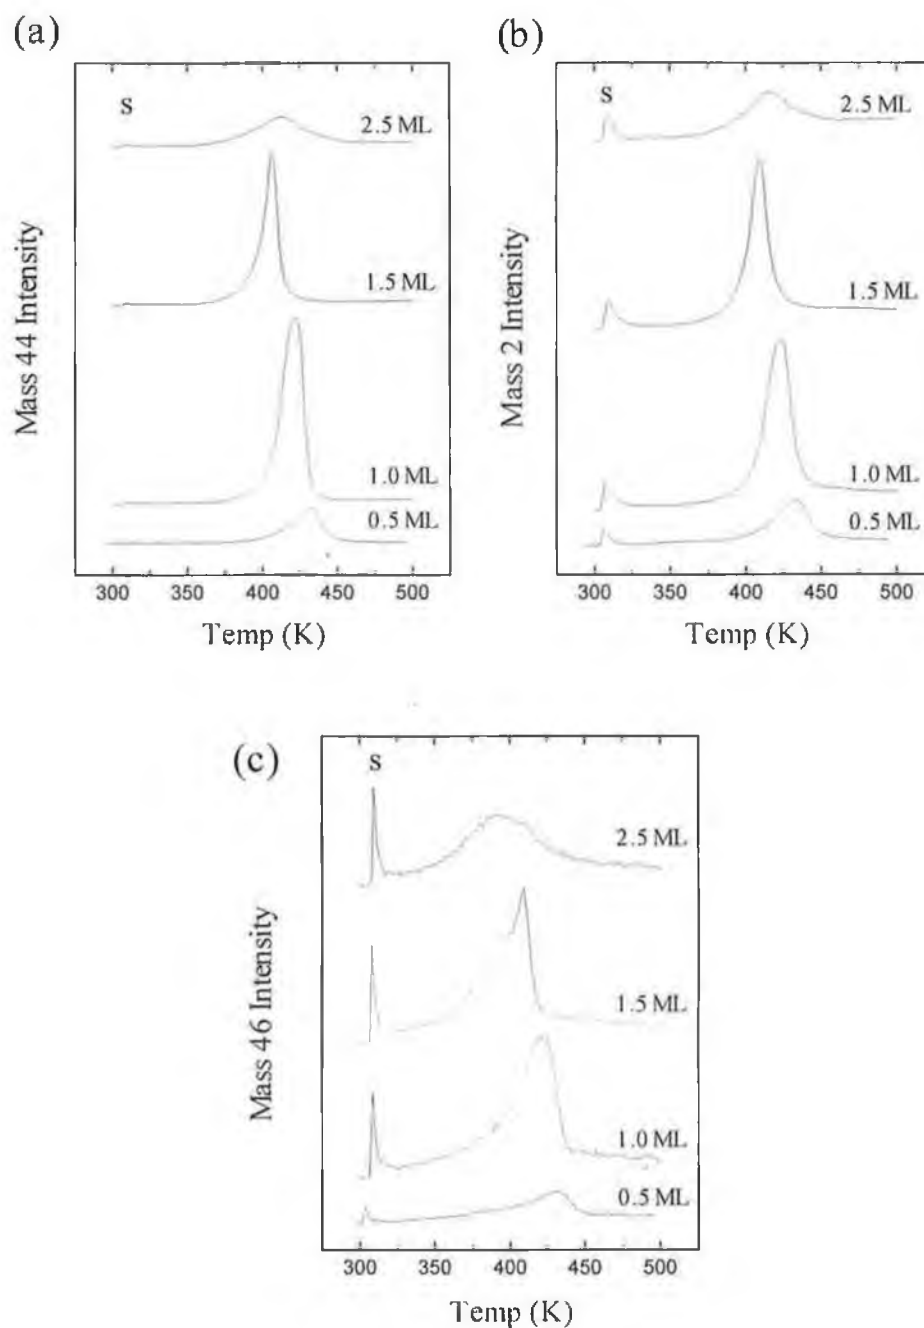 (a)
S
2.5 ML
1.5 ML
1.0 ML
0.5 ML
Mass 44 Intensity
300 350 400 450 500
Temp (K)
(b)
S
2.5 ML
1.5 ML
1.0 ML
0.5 ML
Mass 2 Intensity
300 350 400 450 500
Temp (K)
(c)
S
2.5 ML
1.5 ML
1.0 ML
0.5 ML
Mass 46 Intensity
300 350 400 450 500
Temp (K)